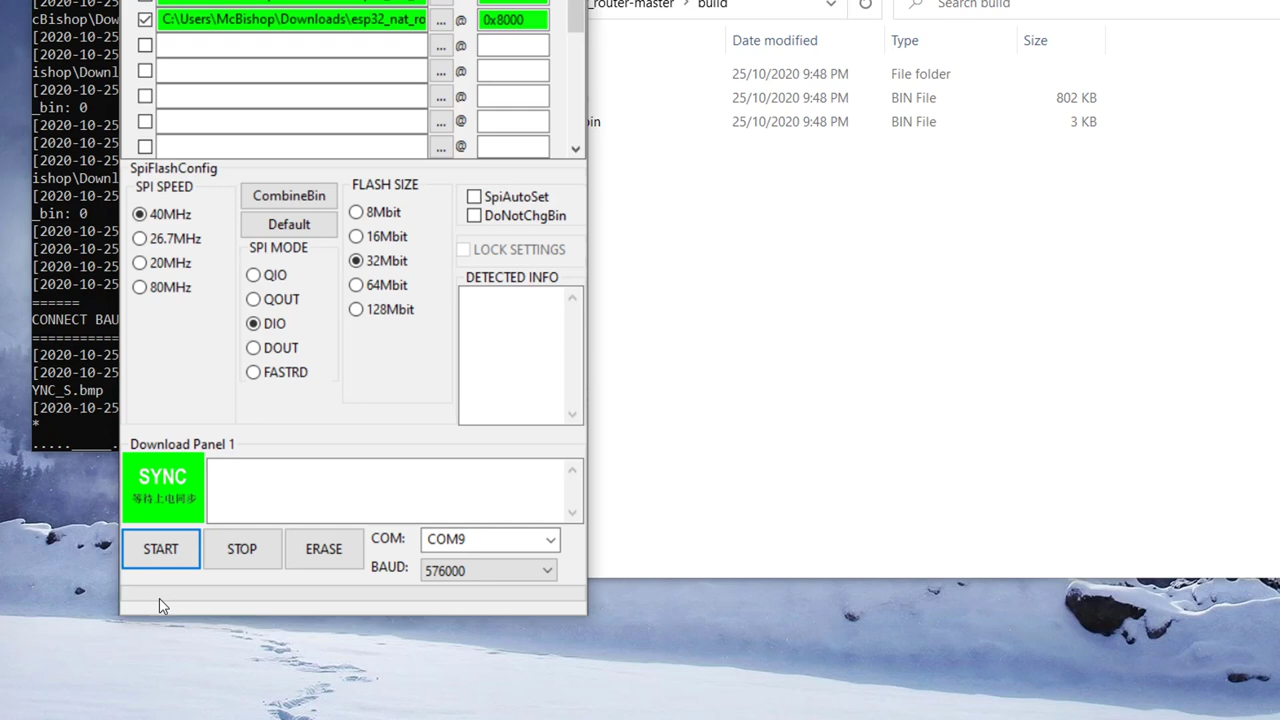 cBishop\Dow
[2020-10-25
[2020-10-25
ishop\Downl
[2020-10-25
_bin: 0
[2020-10-25
[2020-10-25
[2020-10-25
ishop\Downl
[2020-10-25
_bin: 0
[2020-10-25
[2020-10-25
[2020-10-25
[2020-10-25
======
CONNECT BAU
===========
[2020-10-25
[2020-10-25
YNC_S.bmp
[2020-10-25
*
....._____.
C:\Users\McBishop\Downloads\esp32_nat_ro ... @ 0x8000
... @
... @
... @
... @
... @
SpiFlashConfig
SPI SPEED
40MHz
26.7MHz
20MHz
80MHz
CombineBin
Default
SPI MODE
QIO
QOUT
DIO
DOUT
FASTRD
FLASH SIZE
8Mbit
16Mbit
32Mbit
64Mbit
128Mbit
SpiAutoSet
DoNotChgBin
LOCK SETTINGS
DETECTED INFO
Download Panel 1
SYNC
等待上电同步
START STOP ERASE
COM: COM9
BAUD: 576000
_router-master > build
Search build
Date modified Type Size
25/10/2020 9:48 PM File folder
25/10/2020 9:48 PM BIN File 802 KB
in 25/10/2020 9:48 PM BIN File 3 KB